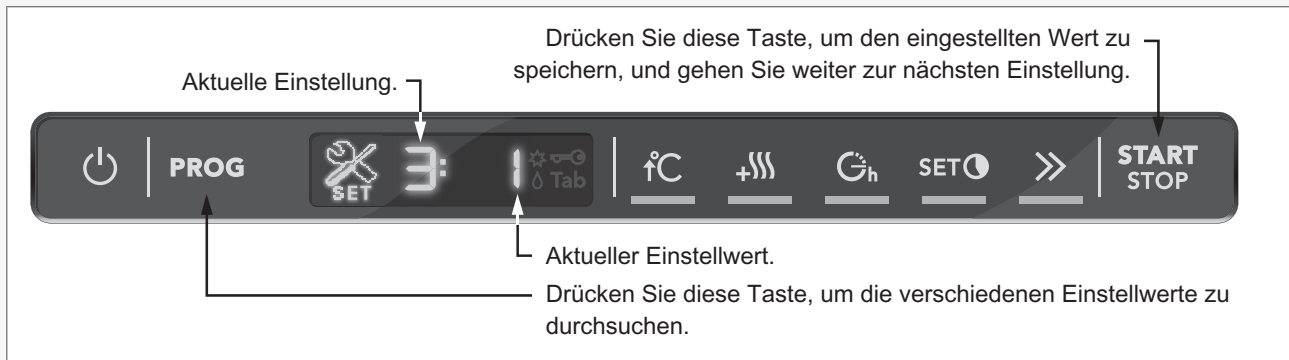 Drücken Sie diese Taste, um den eingestellten Wert zu
speichern, und gehen Sie weiter zur nächsten Einstellung.
Aktuelle Einstellung.
PROG
SET
3:
1
Tab
°C
+
h
SET
START
STOP
Aktueller Einstellwert.
Drücken Sie diese Taste, um die verschiedenen Einstellwerte zu
durchsuchen.